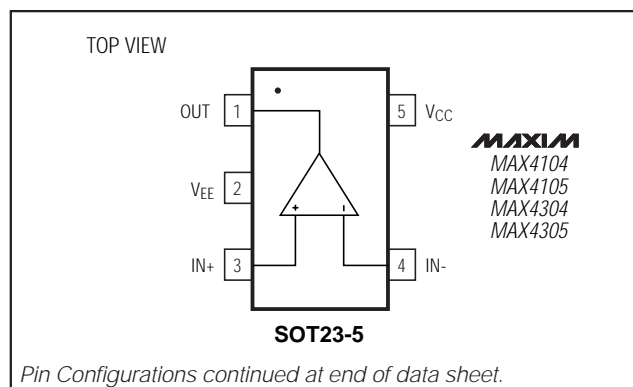 TOP VIEW
OUT 1
5 VCC
VEE 2
IN+ 3
4 IN-
+ -
MAXIM
MAX4104
MAX4105
MAX4304
MAX4305
SOT23-5
Pin Configurations continued at end of data sheet.